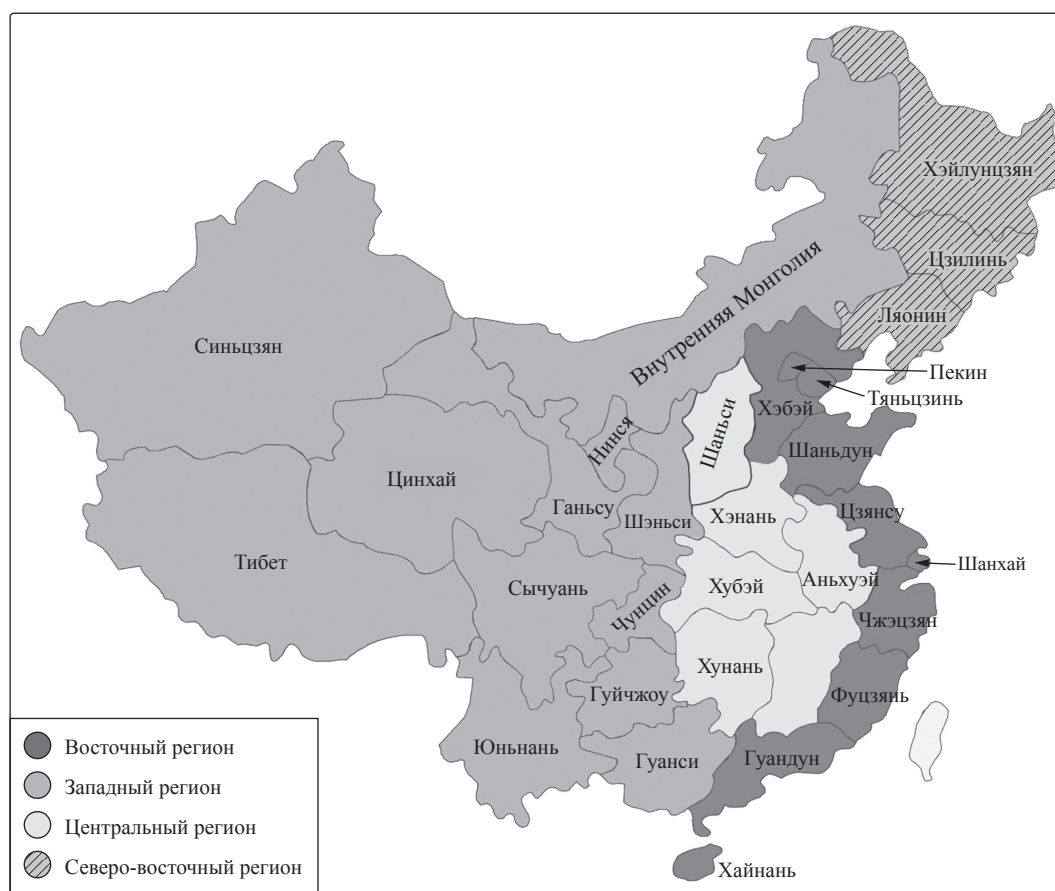 Хэйлунцзян
Цзилинь
Ляонин
Внутренняя Монголия
Синьцзян
Пекин
Тяньцзинь
Хэбэй
Шаньси
Нинся
Шаньдун
Цинхай
Ганьсу
Шэньси
Хэнань
Цзянсу
Тибет
Шанхай
Сычуань
Чунцин
Хубэй
Аньхуэй
Чжэцзян
Хунань
Гуйчжоу
Фуцзянь
Юньнань
Гуанси
Гуандун
Хайнань
Восточный регион
Западный регион
Центральный регион
Северо-восточный регион